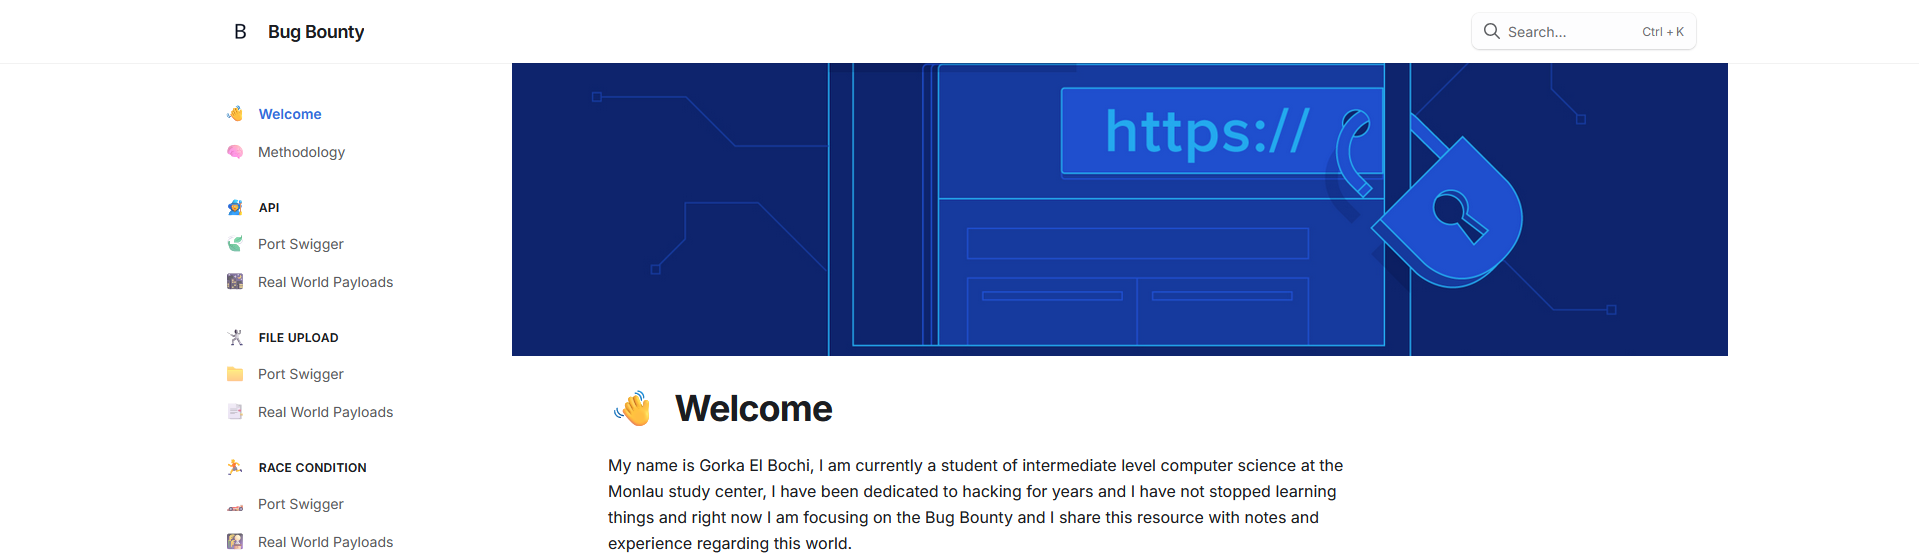 B Bug Bounty
Search... Ctrl + K
Welcome
Methodology
API
Port Swigger
Real World Payloads
FILE UPLOAD
Port Swigger
Real World Payloads
RACE CONDITION
Port Swigger
Real World Payloads
https://
Welcome
My name is Gorka El Bochi, I am currently a student of intermediate level computer science at the
Monlau study center, I have been dedicated to hacking for years and I have not stopped learning
things and right now I am focusing on the Bug Bounty and I share this resource with notes and
experience regarding this world.